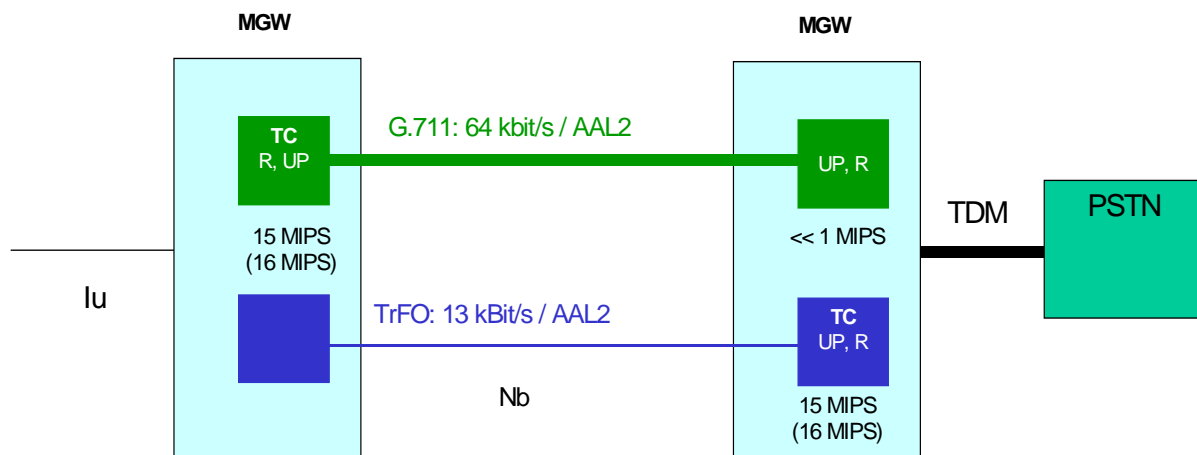 MGW
MGW
G.711: 64 kbit/s / AAL2
TC
R, UP
UP, R
TDM
PSTN
15 MIPS
(16 MIPS)
<< 1 MIPS
Iu
TrFO: 13 kBit/s / AAL2
TC
UP, R
Nb
15 MIPS
(16 MIPS)